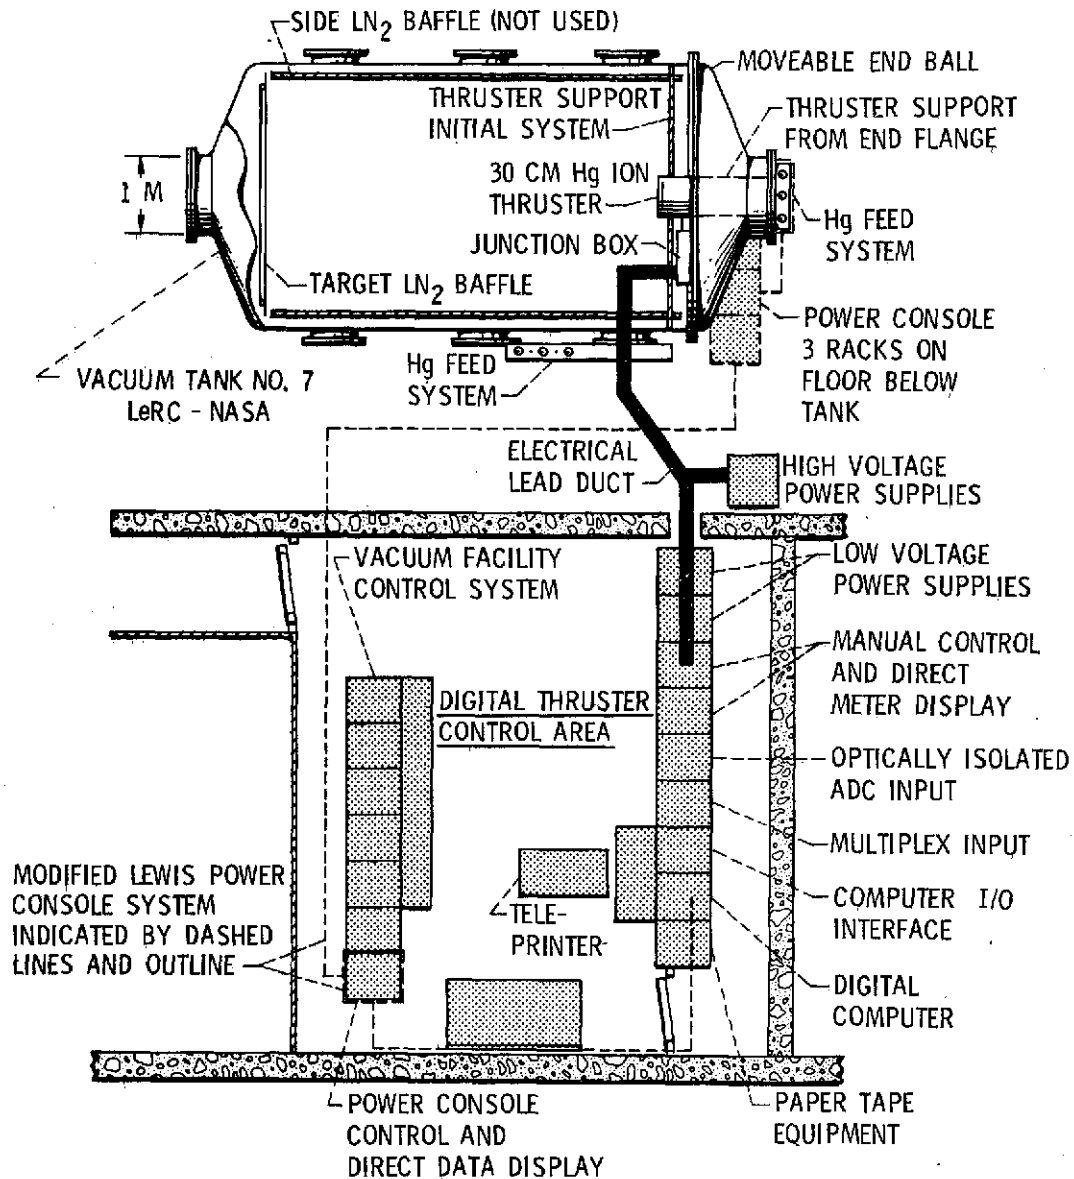 SIDE LN2 BAFFLE (NOT USED)
MOVEABLE END BALL
THRUSTER SUPPORT
INITIAL SYSTEM
THRUSTER SUPPORT
FROM END FLANGE
1 M
30 CM Hg ION
THRUSTER
Hg FEED
SYSTEM
JUNCTION BOX
TARGET LN2 BAFFLE
POWER CONSOLE
3 RACKS ON
FLOOR BELOW
TANK
VACUUM TANK NO. 7
LeRC - NASA
Hg FEED
SYSTEM
ELECTRICAL
LEAD DUCT
HIGH VOLTAGE
POWER SUPPLIES
VACUUM FACILITY
CONTROL SYSTEM
LOW VOLTAGE
POWER SUPPLIES
MANUAL CONTROL
AND DIRECT
METER DISPLAY
DIGITAL THRUSTER
CONTROL AREA
OPTICALLY ISOLATED
ADC INPUT
MULTIPLEX INPUT
MODIFIED LEWIS POWER
CONSOLE SYSTEM
INDICATED BY DASHED
LINES AND OUTLINE
TELE-
PRINTER
COMPUTER I/O
INTERFACE
DIGITAL
COMPUTER
POWER CONSOLE
CONTROL AND
DIRECT DATA DISPLAY
PAPER TAPE
EQUIPMENT